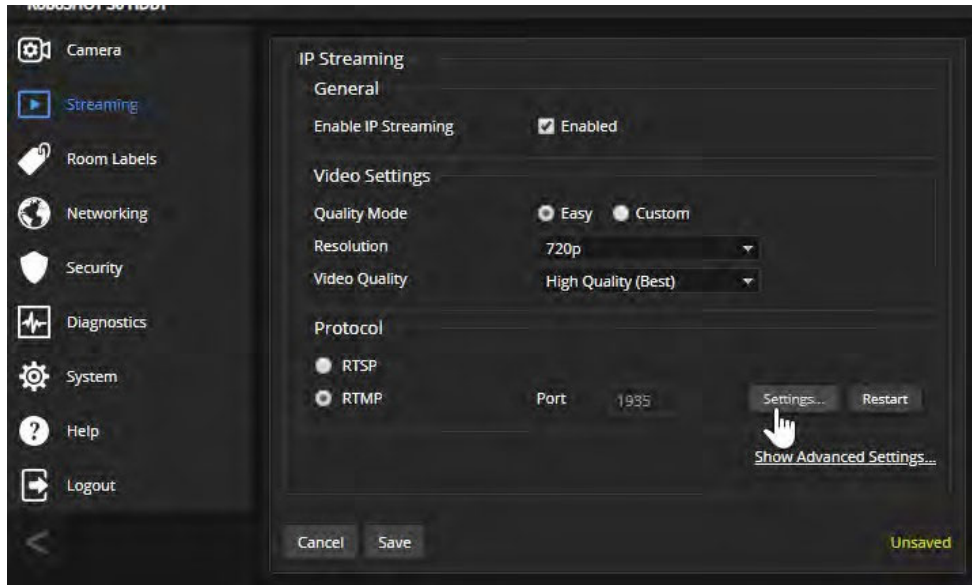 Camera
Streaming
Room Labels
Networking
Security
Diagnostics
System
Help
Logout
IP Streaming
General
Enable IP Streaming Enabled
Video Settings
Quality Mode Easy Custom
Resolution 720p
Video Quality High Quality (Best)
Protocol
RTSP
RTMP Port 1935 Settings... Restart
Show Advanced Settings...
Cancel Save Unsaved